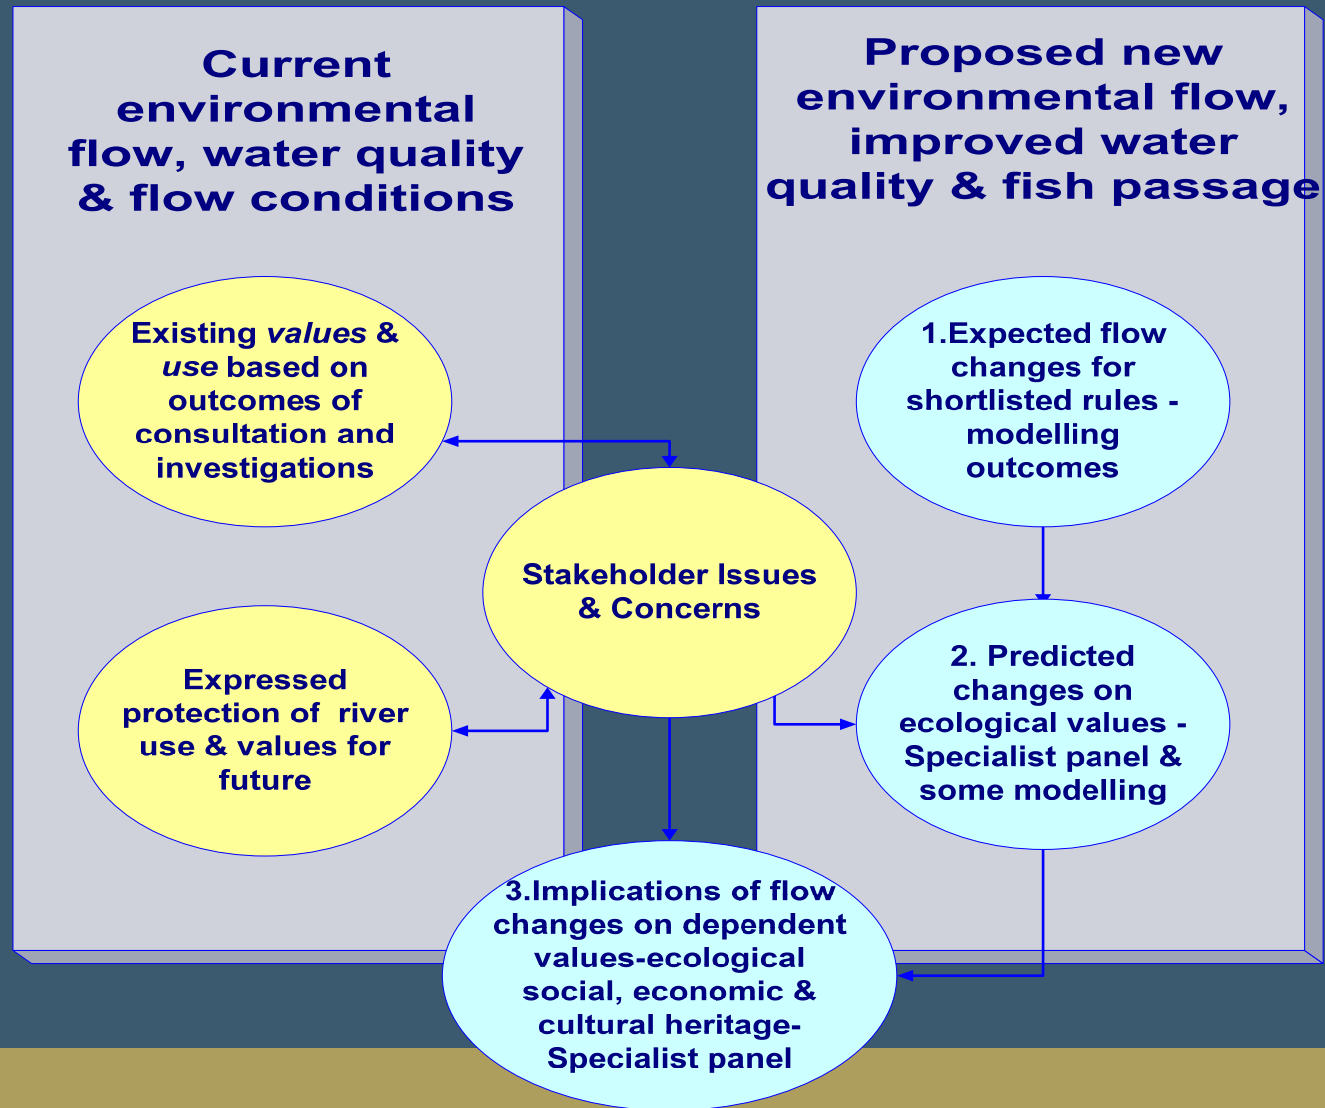 Current
environmental
flow, water quality
& flow conditions
Proposed new
environmental flow,
improved water
quality & fish passage
Existing values &
use based on
outcomes of
consultation and
investigations
1.Expected flow
changes for
shortlisted rules -
modelling
outcomes
Stakeholder Issues
& Concerns
Expressed
protection of river
use & values for
future
2. Predicted
changes on
ecological values -
Specialist panel &
some modelling
3.Implications of flow
changes on dependent
values-ecological
social, economic &
cultural heritage-
Specialist panel